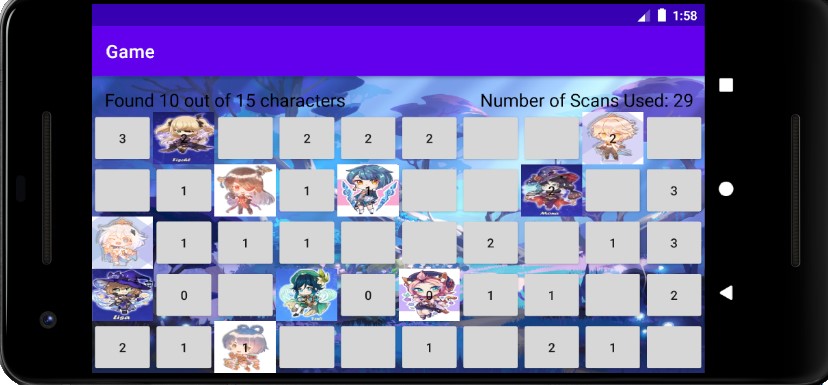 1:58
Game
Found 10 out of 15 characters
Number of Scans Used: 29
3 2 2 2 2 2
1 1 1 2 3
1 1 1 2 1 3
Lisa 0 0 0 1 1 2
2 1 1 1 2 1